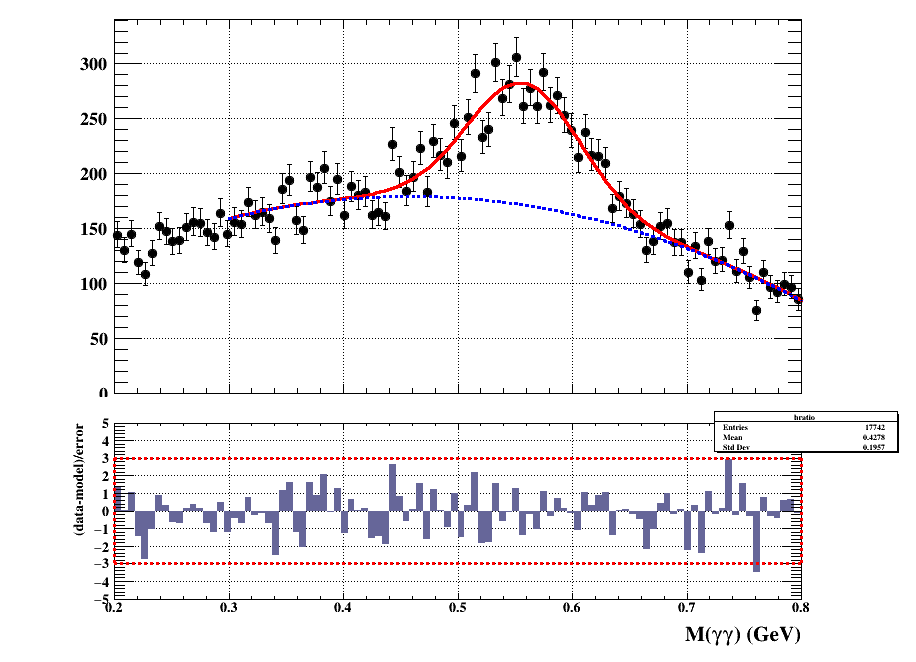 300
250
200
150
100
50
0
hratio
Entries 17742
Mean 0.4278
Std Dev 0.1957
(data-model)/error
5
4
3
2
1
0
−1
−2
−3
−4
−5
0.2 0.3 0.4 0.5 0.6 0.7 0.8
M(γγ) (GeV)